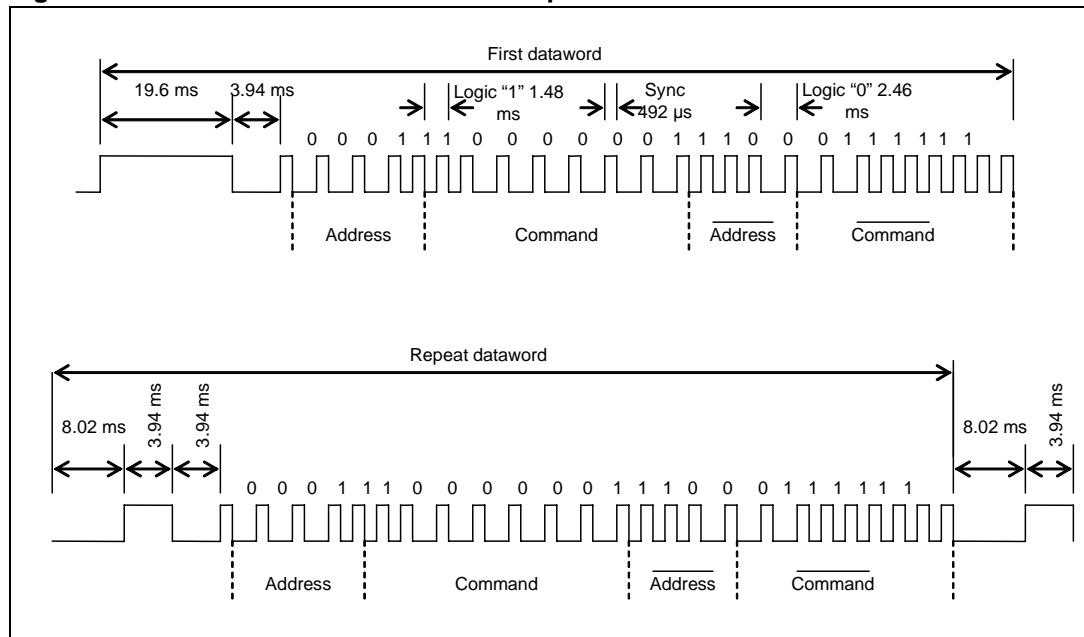 First dataword
19.6 ms 3.94 ms Logic “1” 1.48 ms Sync 492 µs Logic “0” 2.46 ms
0 0 0 1 1 1 0 0 0 0 0 0 1 1 1 0 0 0 1 1 1 1 1 1
Address Command Address Command
Repeat dataword
8.02 ms 3.94 ms 3.94 ms 8.02 ms 3.94 ms
0 0 0 1 1 1 0 0 0 0 0 0 1 1 1 0 0 0 1 1 1 1 1 1
Address Command Address Command